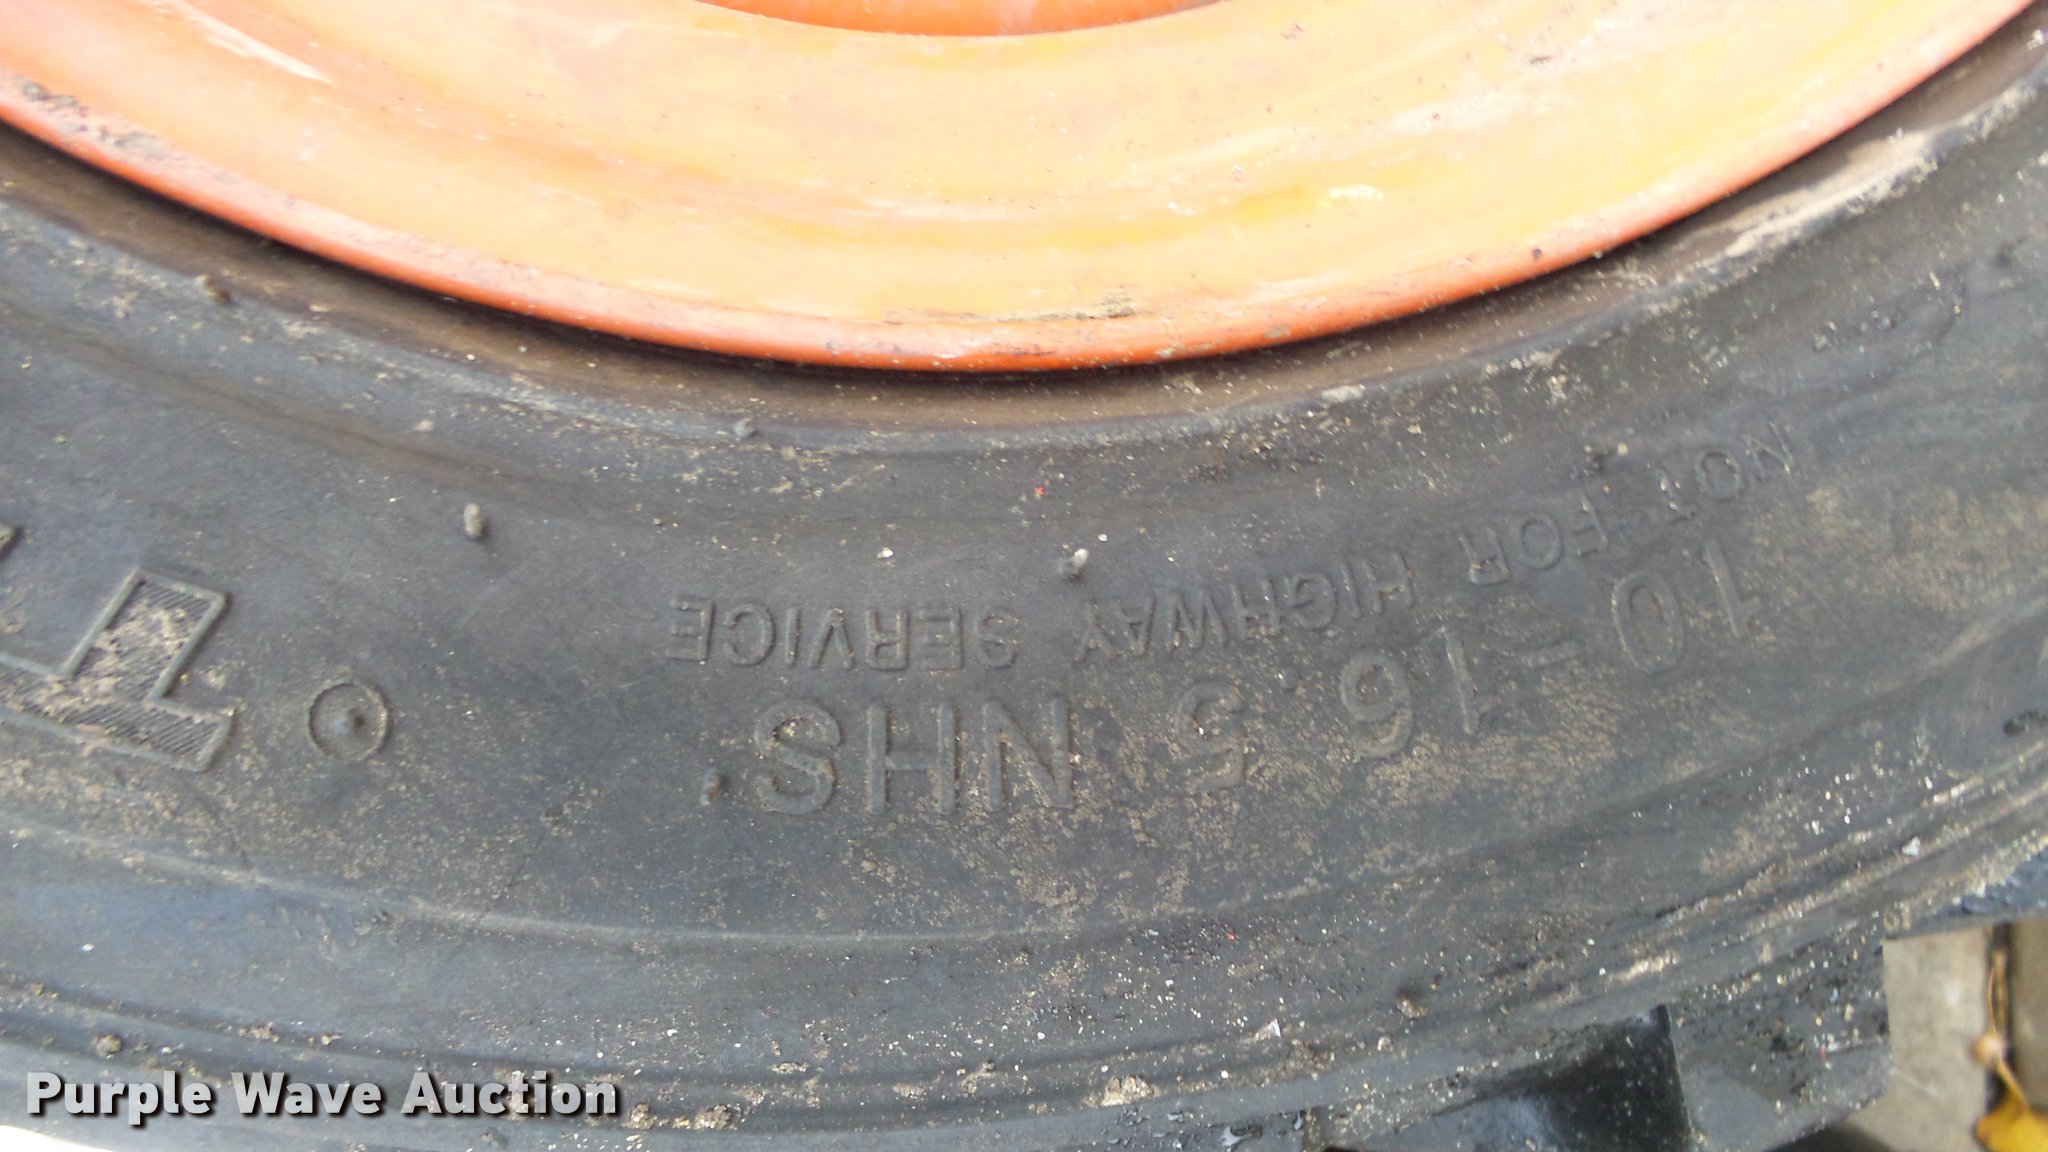 NOT FOR HIGHWAY SERVICE
10-16.5 NHS
Purple Wave Auction